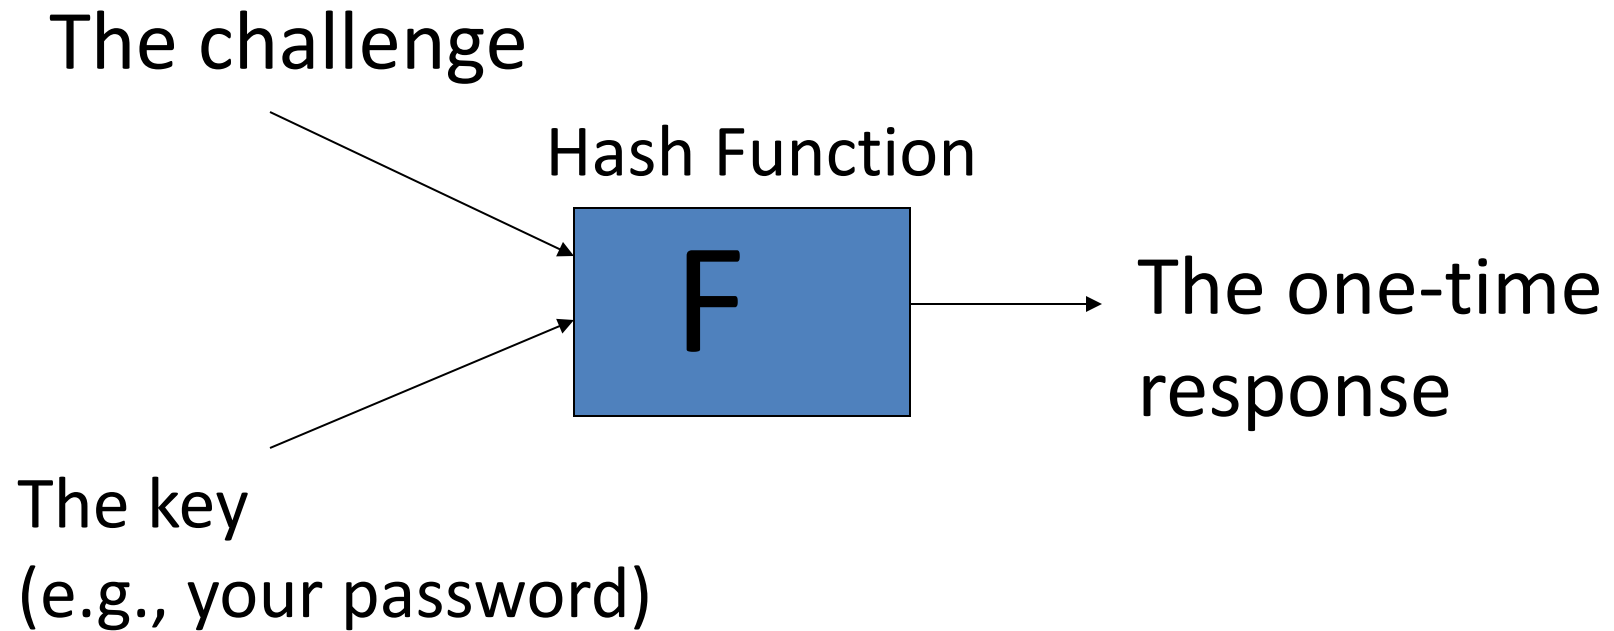 The challenge
Hash Function
F
The one-time
response
The key
(e.g., your password)